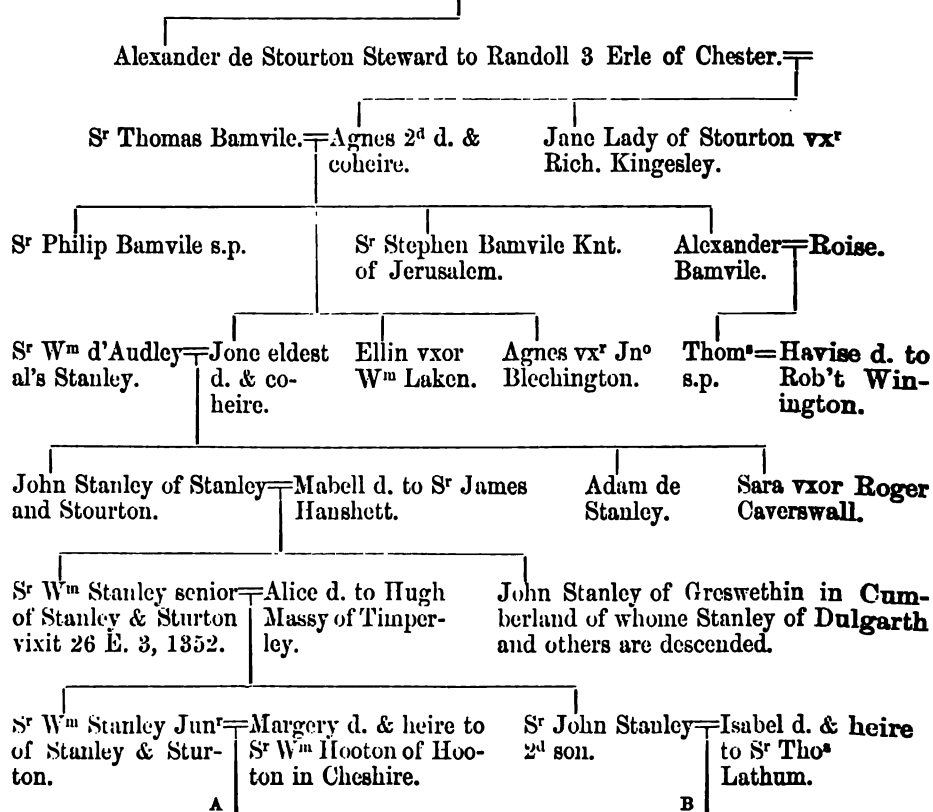 Alexander de Stourton Steward to Randoll 3 Erle of Chester.
Sʳ Thomas Bamvile.
Agnes 2ᵈ d. &
coheire.
Jane Lady of Stourton vxʳ
Rich. Kingesley.
Sʳ Philip Bamvile s.p.
Sʳ Stephen Bamvile Knt.
of Jerusalem.
Alexander
Bamvile.
Roise.
Sʳ Wᵐ d'Audley
al's Stanley.
Jone eldest
d. & co-
heire.
Ellin vxor
Wᵐ Laken.
Agnes vxʳ Jnᵒ
Blechington.
Thomˢ
s.p.
Havise d. to
Rob't Win-
ington.
John Stanley of Stanley
and Stourton.
Mabell d. to Sʳ James
Hanshett.
Adam de
Stanley.
Sara vxor Roger
Caverswall.
Sʳ Wᵐ Stanley senior
of Stanley & Sturton
vixit 26 E. 3, 1352.
Alice d. to Hugh
Massy of Timper-
ley.
John Stanley of Greswethin in Cum-
berland of whome Stanley of Dulgarth
and others are descended.
Sʳ Wᵐ Stanley Junʳ
of Stanley & Stur-
ton.
Margery d. & heire to
Sʳ Wᵐ Hooton of Hoo-
ton in Cheshire.
Sʳ John Stanley
2ᵈ son.
Isabel d. & heire
to Sʳ Thoˢ
Lathum.
A
B